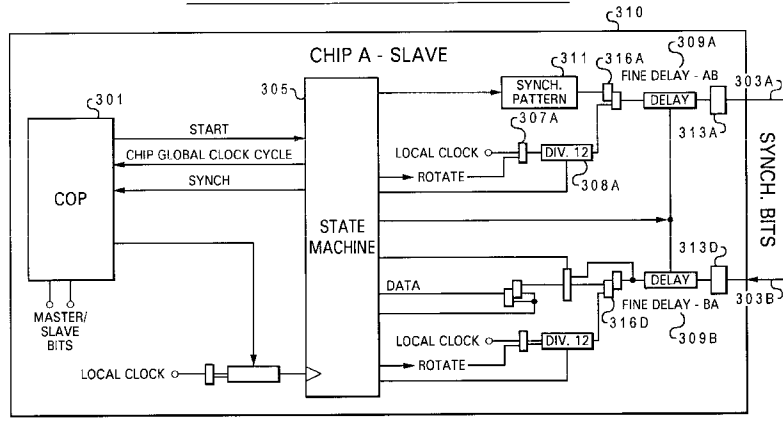 310
CHIP A - SLAVE
309A
301
305
311
316A
FINE DELAY - AB
303A
SYNCH.
PATTERN
DELAY
307A
313A
START
LOCAL CLOCK
DIV. 12
CHIP GLOBAL CLOCK CYCLE
ROTATE
308A
SYNCH
COP
STATE
MACHINE
SYNCH. BITS
313D
DATA
DELAY
303B
MASTER/
SLAVE
BITS
FINE DELAY - BA
316D
LOCAL CLOCK
DIV. 12
309B
LOCAL CLOCK
ROTATE